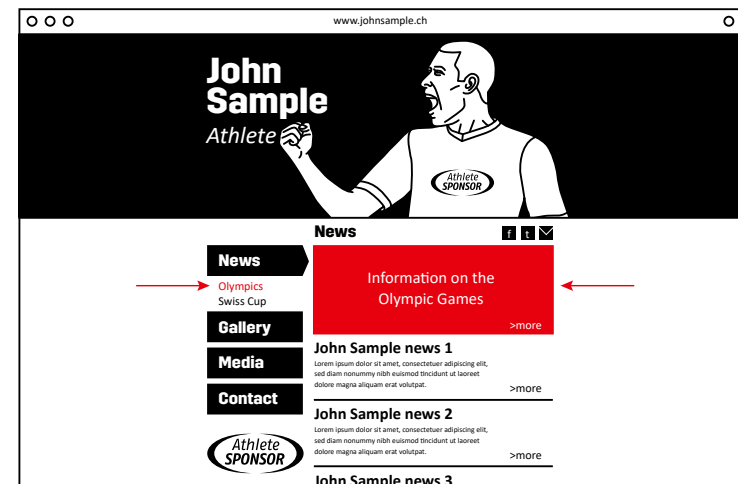 www.johnsample.ch
John
Sample
Athlete
Athlete
SPONSOR
News
f t
News
Olympics
Swiss Cup
Gallery
Media
Contact
Athlete
SPONSOR
Information on the
Olympic Games
>more
John Sample news 1
Lorem ipsum dolor sit amet, consectetuer adipiscing elit,
sed diam nonummy nibh euismod tincidunt ut laoreet
dolore magna aliquam erat volutpat.
>more
John Sample news 2
Lorem ipsum dolor sit amet, consectetuer adipiscing elit,
sed diam nonummy nibh euismod tincidunt ut laoreet
dolore magna aliquam erat volutpat.
>more
John Sample news 3